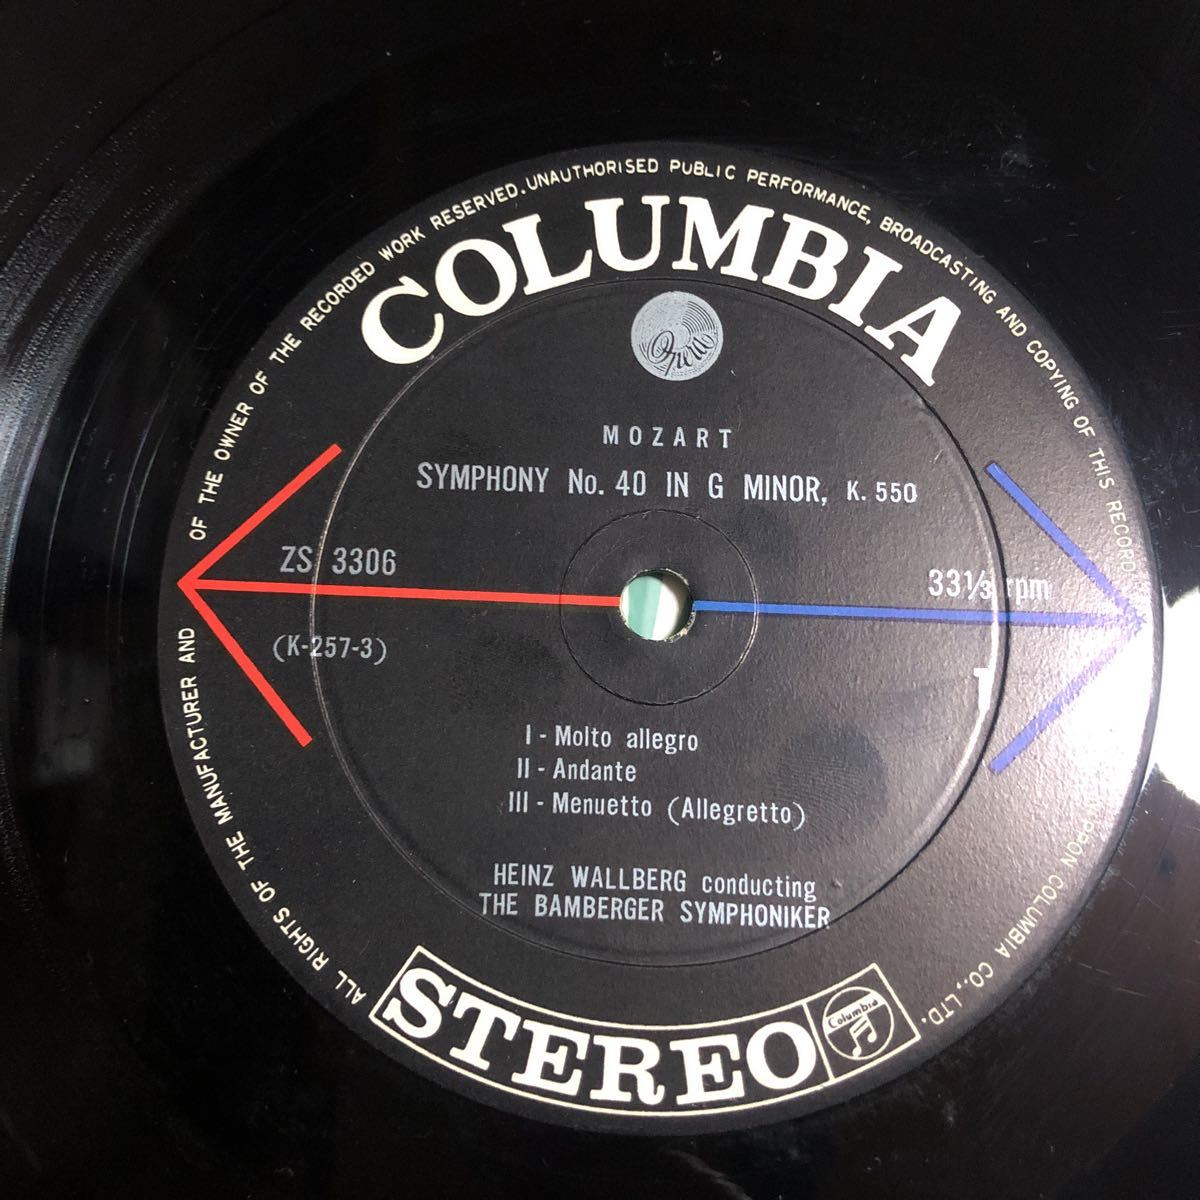 ALL RIGHTS OF THE MANUFACTURER AND OF THE OWNER OF THE RECORDED WORK RESERVED. UNAUTHORISED PUBLIC PERFORMANCE, BROADCASTING AND COPYING OF THIS RECORD
COLUMBIA
Opera
MOZART
SYMPHONY No. 40 IN G MINOR, K. 550
ZS 3306
33⅓ rpm
(K-257-3)
I - Molto allegro
II - Andante
III - Menuetto (Allegretto)
HEINZ WALLBERG conducting
THE BAMBERGER SYMPHONIKER
STEREO
Columbia
COLUMBIA CO., LTD.